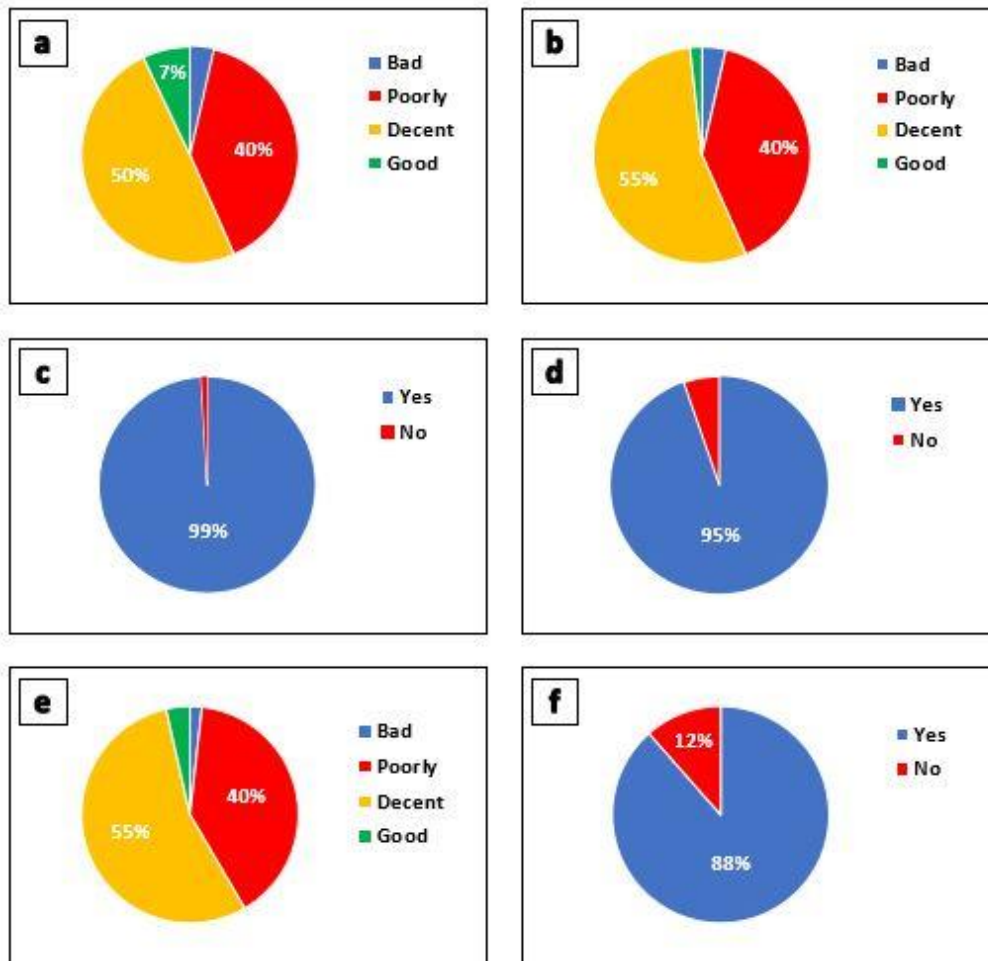 a
7%
40%
50%
Bad
Poorly
Decent
Good
b
40%
55%
Bad
Poorly
Decent
Good
c
99%
Yes
No
d
95%
Yes
No
e
40%
55%
Bad
Poorly
Decent
Good
f
12%
88%
Yes
No